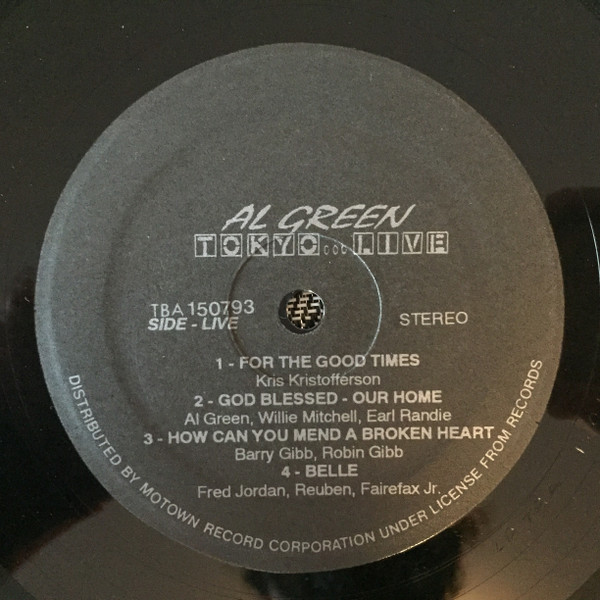 AL GREEN
TOKYO...LIVE
TBA 150793
SIDE - LIVE
STEREO
1 - FOR THE GOOD TIMES
Kris Kristofferson
2 - GOD BLESSED - OUR HOME
Al Green, Willie Mitchell, Earl Randie
3 - HOW CAN YOU MEND A BROKEN HEART
Barry Gibb, Robin Gibb
4 - BELLE
Fred Jordan, Reuben, Fairefax Jr.
DISTRIBUTED BY MOTOWN RECORD CORPORATION UNDER LICENSE FROM RECORDS